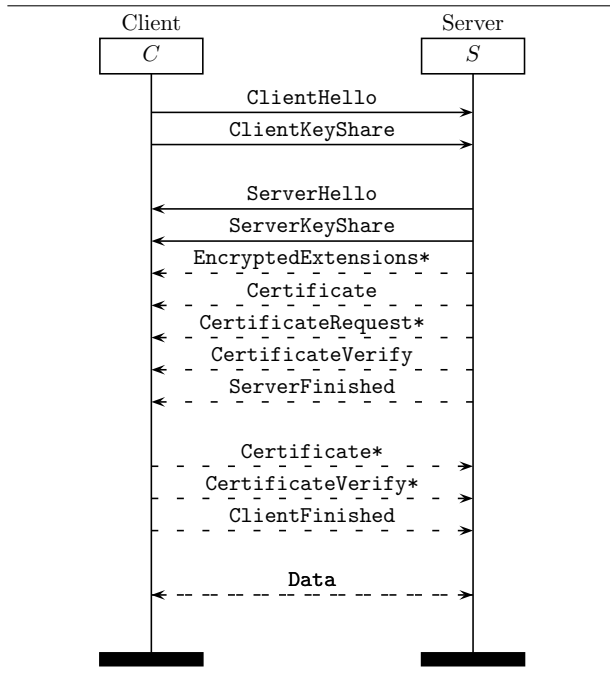 Client Server
C S
ClientHello
ClientKeyShare
ServerHello
ServerKeyShare
EncryptedExtensions*
Certificate
CertificateRequest*
CertificateVerify
ServerFinished
Certificate*
CertificateVerify*
ClientFinished
Data